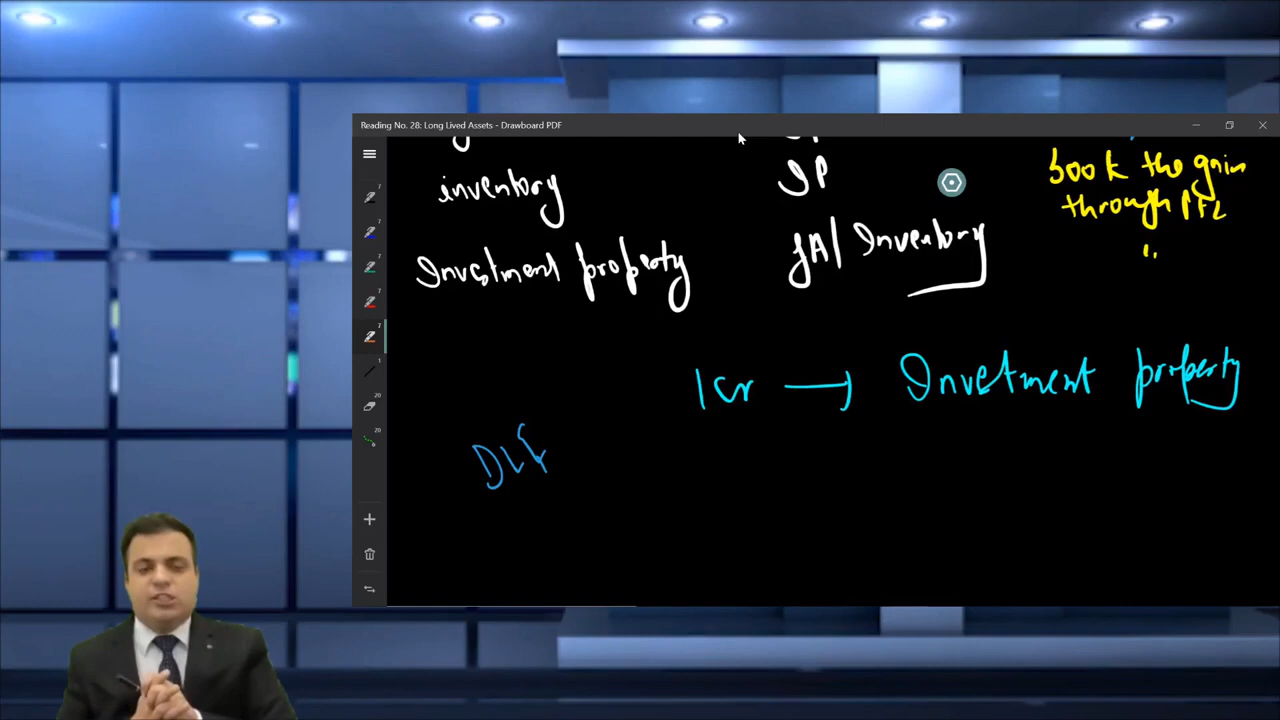 Reading No. 28: Long Lived Assets - Drawboard PDF
inventory
IP
book the gain
through P&L
Investment property
FA/ Inventory
1cr → Investment property
DLF